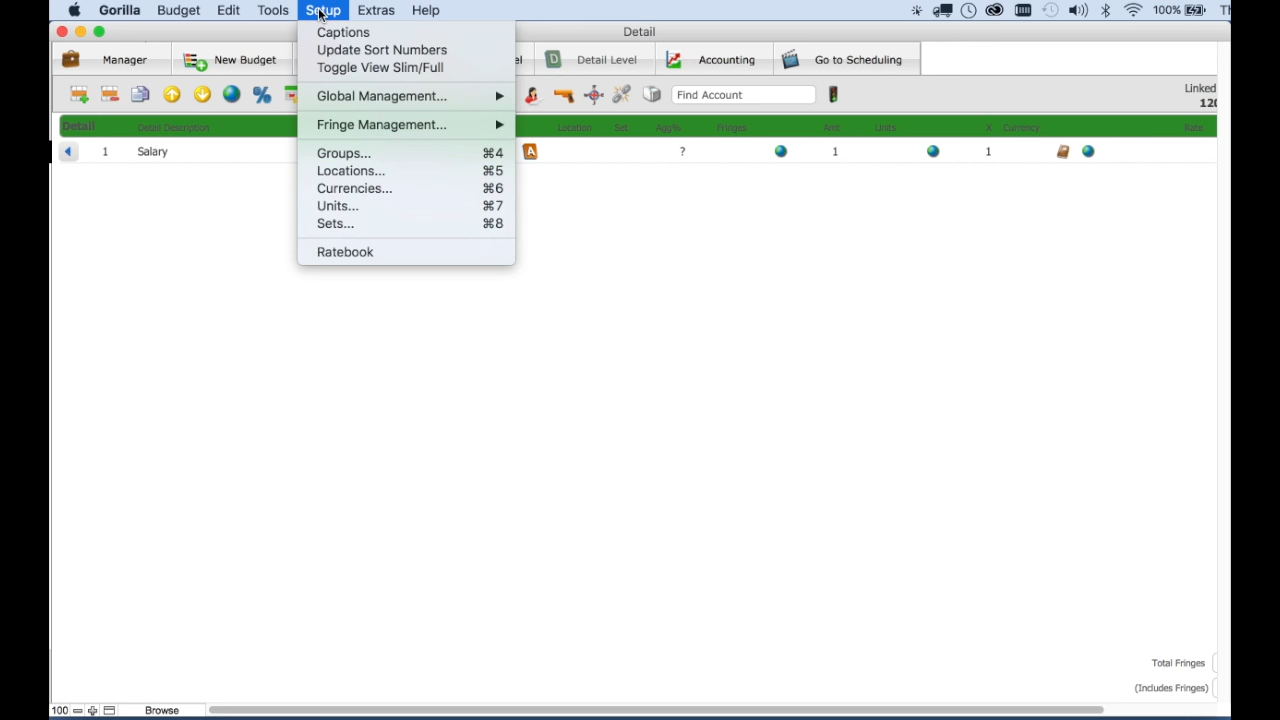 Gorilla Budget Edit Tools Setup Extras Help 100%
Detail
Manager New Budget Detail Level Accounting Go to Scheduling
Captions
Update Sort Numbers
Toggle View Slim/Full
Global Management...
Fringe Management...
Groups... ⌘4
Locations... ⌘5
Currencies... ⌘6
Units... ⌘7
Sets... ⌘8
Ratebook
Find Account
Linked
120
Detail Detail Description Location Set Agg% Fringes Amt Units X Currency Rate
1 Salary A ? 1 1
Total Fringes
(Includes Fringes)
100 Browse